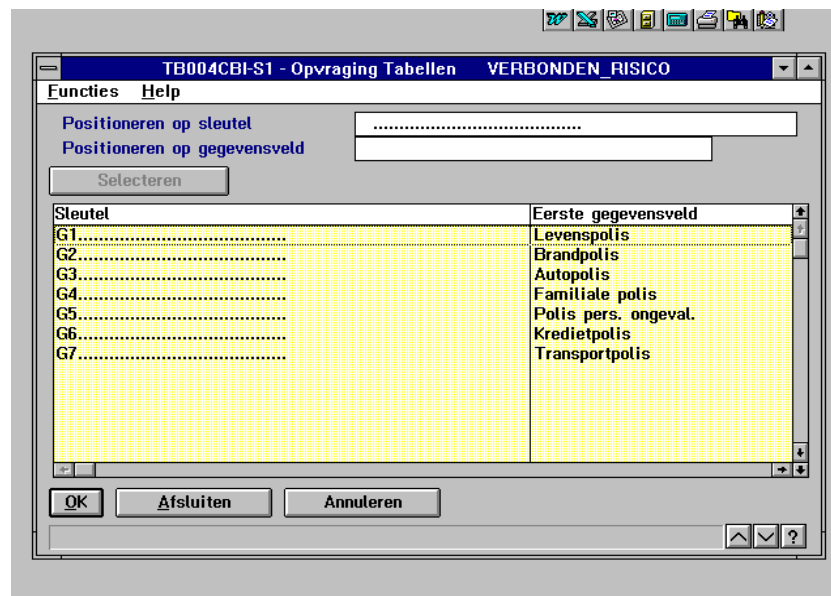 TB004CBI-S1 - Opvraging Tabellen VERBONDEN_RISICO
Functies Help
Positioneren op sleutel .......................................
Positioneren op gegevensveld
Selecteren
Sleutel Eerste gegevensveld
G1....................................... Levenspolis
G2....................................... Brandpolis
G3....................................... Autopolis
G4....................................... Familiale polis
G5....................................... Polis pers. ongeval.
G6....................................... Kredietpolis
G7....................................... Transportpolis
OK Afsluiten Annuleren
?